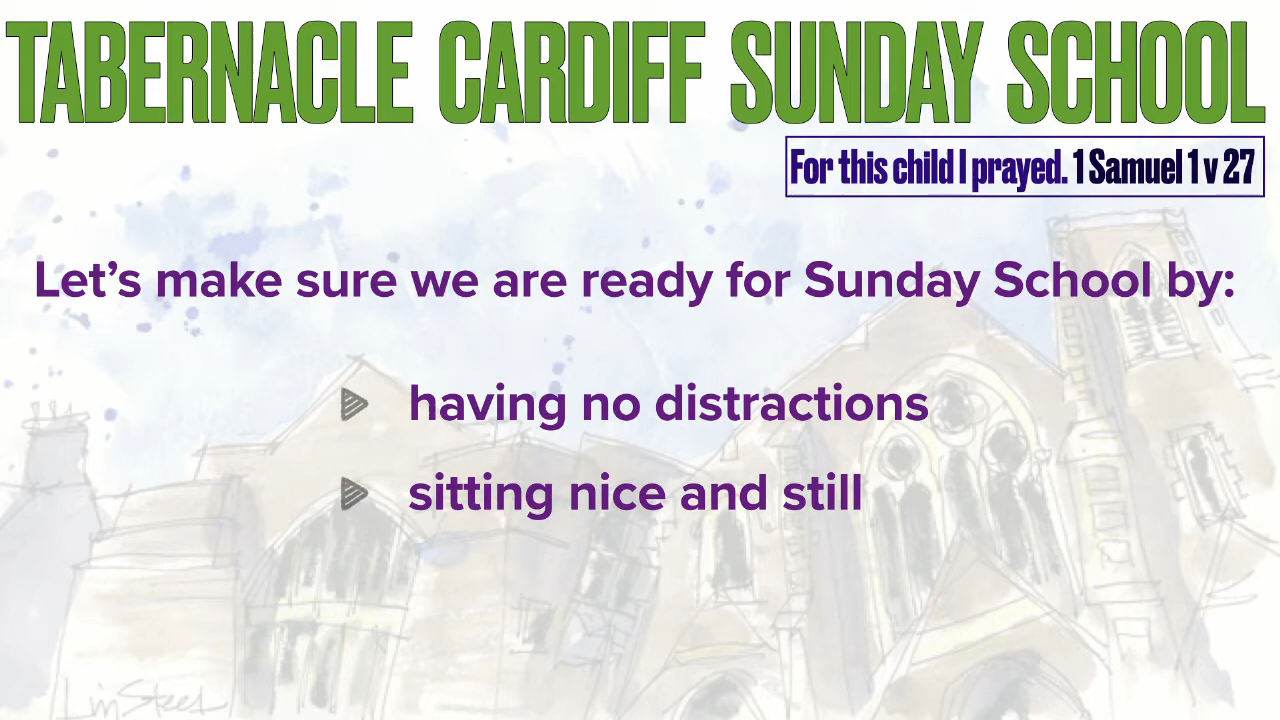 TABERNACLE CARDIFF SUNDAY SCHOOL
For this child I prayed. 1 Samuel 1 v 27
Let’s make sure we are ready for Sunday School by:
having no distractions
sitting nice and still